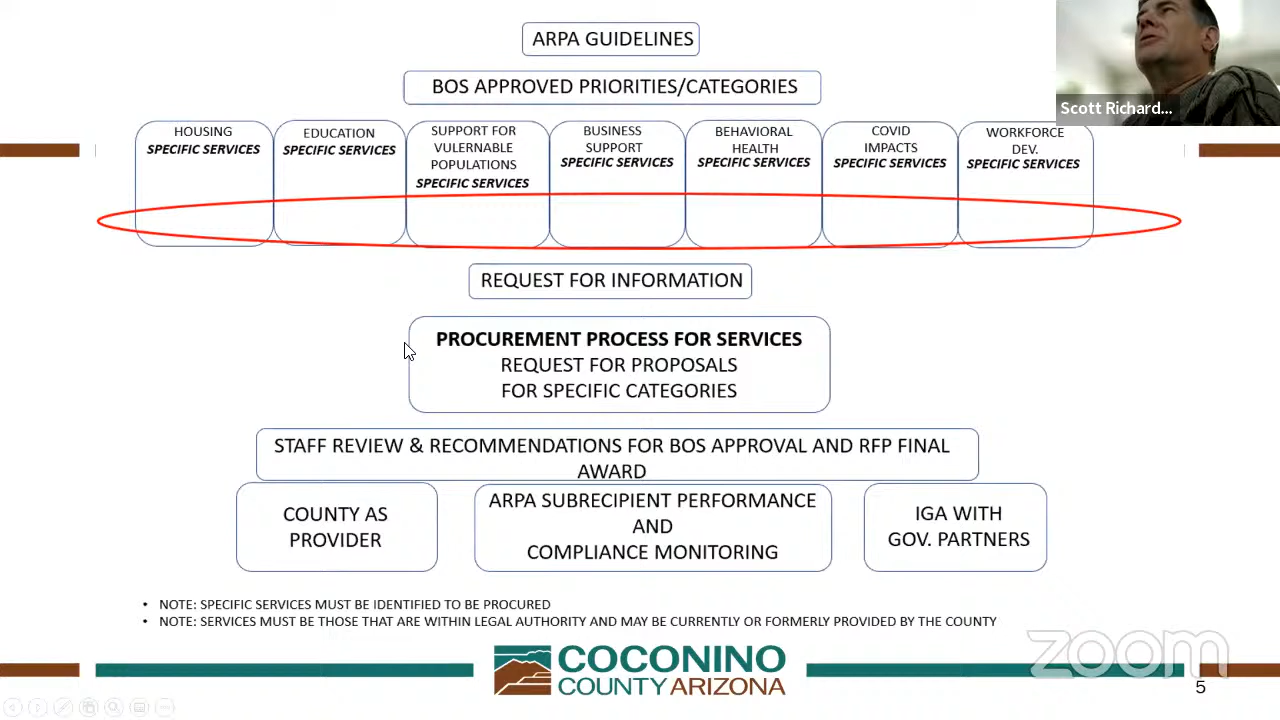 ARPA GUIDELINES
BOS APPROVED PRIORITIES/CATEGORIES
Scott Richard...
HOUSING
SPECIFIC SERVICES
EDUCATION
SPECIFIC SERVICES
SUPPORT FOR
VULERNABLE
POPULATIONS
SPECIFIC SERVICES
BUSINESS
SUPPORT
SPECIFIC SERVICES
BEHAVIORAL
HEALTH
SPECIFIC SERVICES
COVID
IMPACTS
SPECIFIC SERVICES
WORKFORCE
DEV.
SPECIFIC SERVICES
REQUEST FOR INFORMATION
PROCUREMENT PROCESS FOR SERVICES
REQUEST FOR PROPOSALS
FOR SPECIFIC CATEGORIES
STAFF REVIEW & RECOMMENDATIONS FOR BOS APPROVAL AND RFP FINAL
AWARD
COUNTY AS
PROVIDER
ARPA SUBRECIPIENT PERFORMANCE
AND
COMPLIANCE MONITORING
IGA WITH
GOV. PARTNERS
• NOTE: SPECIFIC SERVICES MUST BE IDENTIFIED TO BE PROCURED
• NOTE: SERVICES MUST BE THOSE THAT ARE WITHIN LEGAL AUTHORITY AND MAY BE CURRENTLY OR FORMERLY PROVIDED BY THE COUNTY
COCONINO
COUNTY ARIZONA
zoom
5